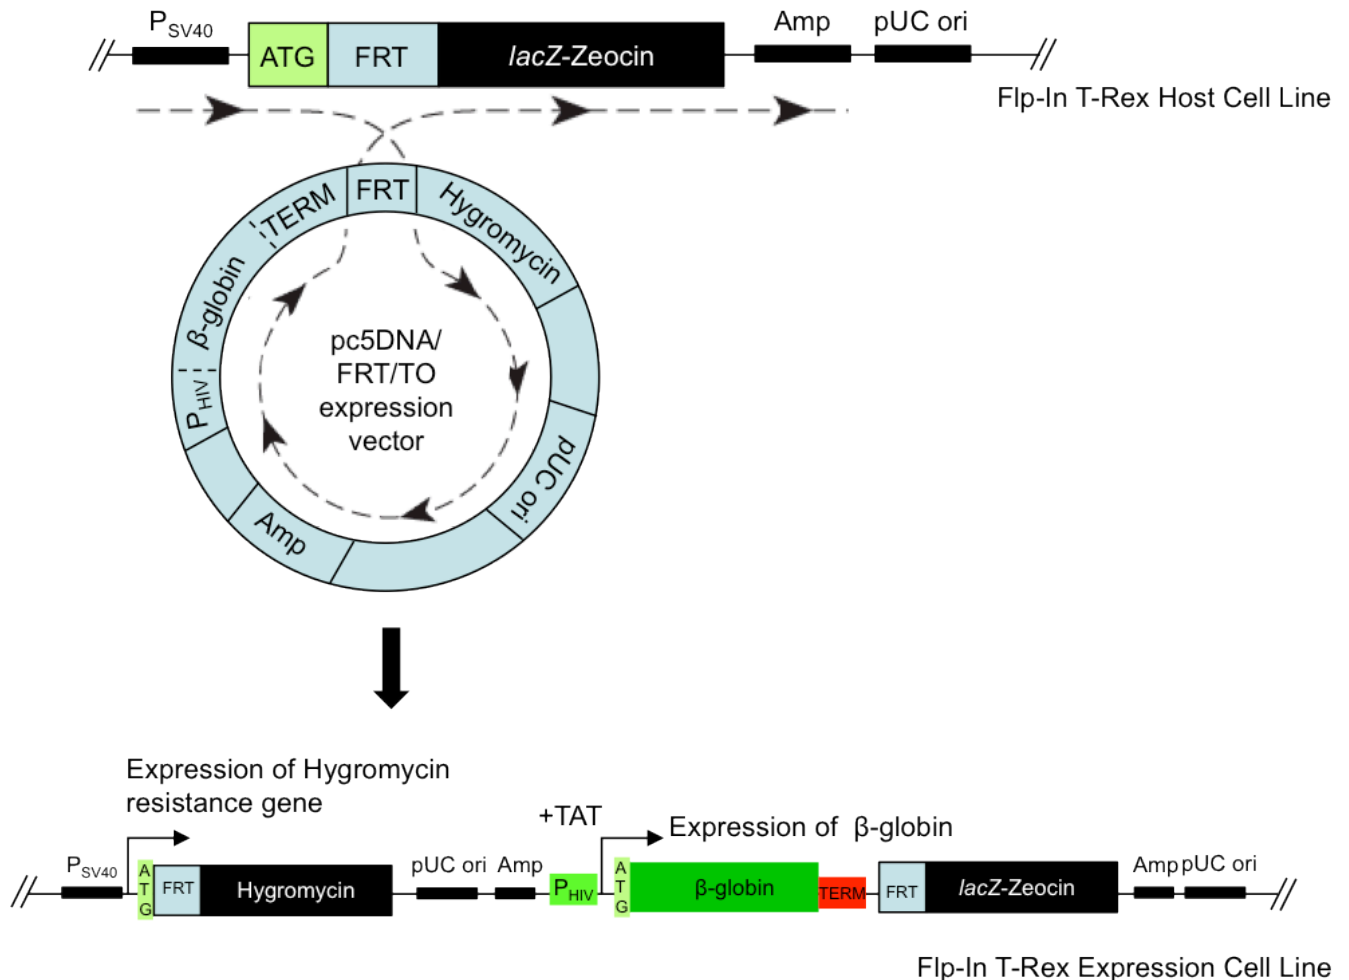 PSV40
Amp
pUC ori
ATG
FRT
lacZ-Zeocin
Flp-In T-Rex Host Cell Line
TERM
FRT
Hygromycin
β-globin
PHIV
Amp
pUC ori
pc5DNA/
FRT/TO
expression
vector
Expression of Hygromycin
resistance gene
+TAT
Expression of β-globin
PSV40
ATG
FRT
Hygromycin
pUC ori
Amp
PHIV
ATG
β-globin
TERM
FRT
lacZ-Zeocin
Amp
pUC ori
Flp-In T-Rex Expression Cell Line